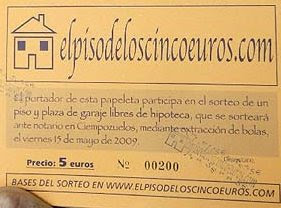 elpisodeloscincoeuros.com
El portador de esta papeleta participa en el sorteo de un
piso y plaza de garaje libres de hipoteca, que se sorteará
ante notario en Ciempozuelos, mediante extracción de bolas,
el viernes 15 de mayo de 2009.
Precio: 5 euros Nº 00200
BASES DEL SORTEO EN WWW.ELPISODELOSCINCOEUROS.COM